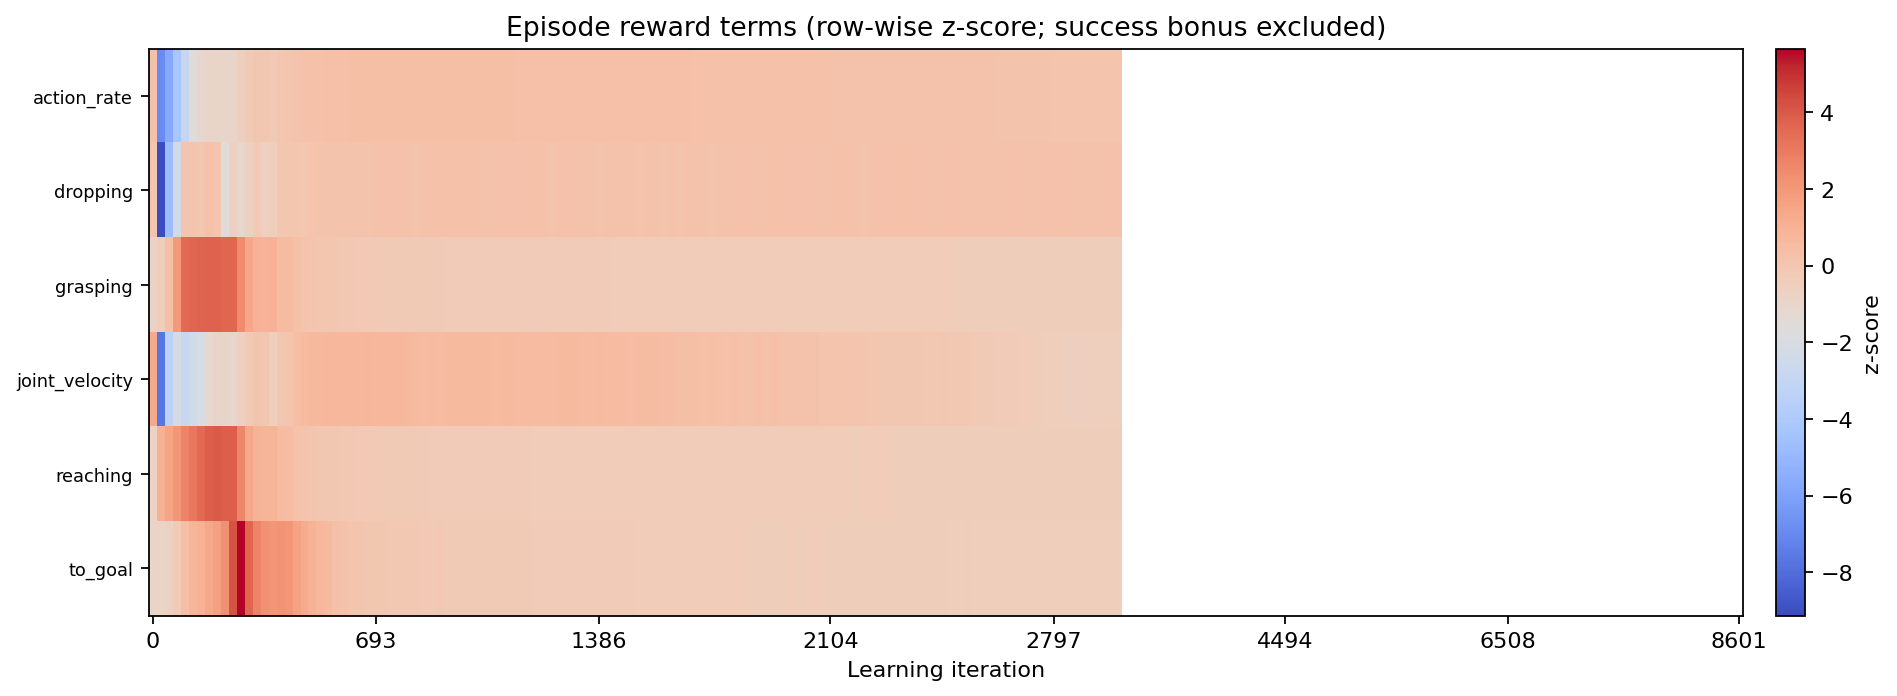 Episode reward terms (row-wise z-score; success bonus excluded)
action_rate
dropping
grasping
joint_velocity
reaching
to_goal
0 693 1386 2104 2797 4494 6508 8601
Learning iteration
4
2
0
−2
−4
−6
−8
z-score